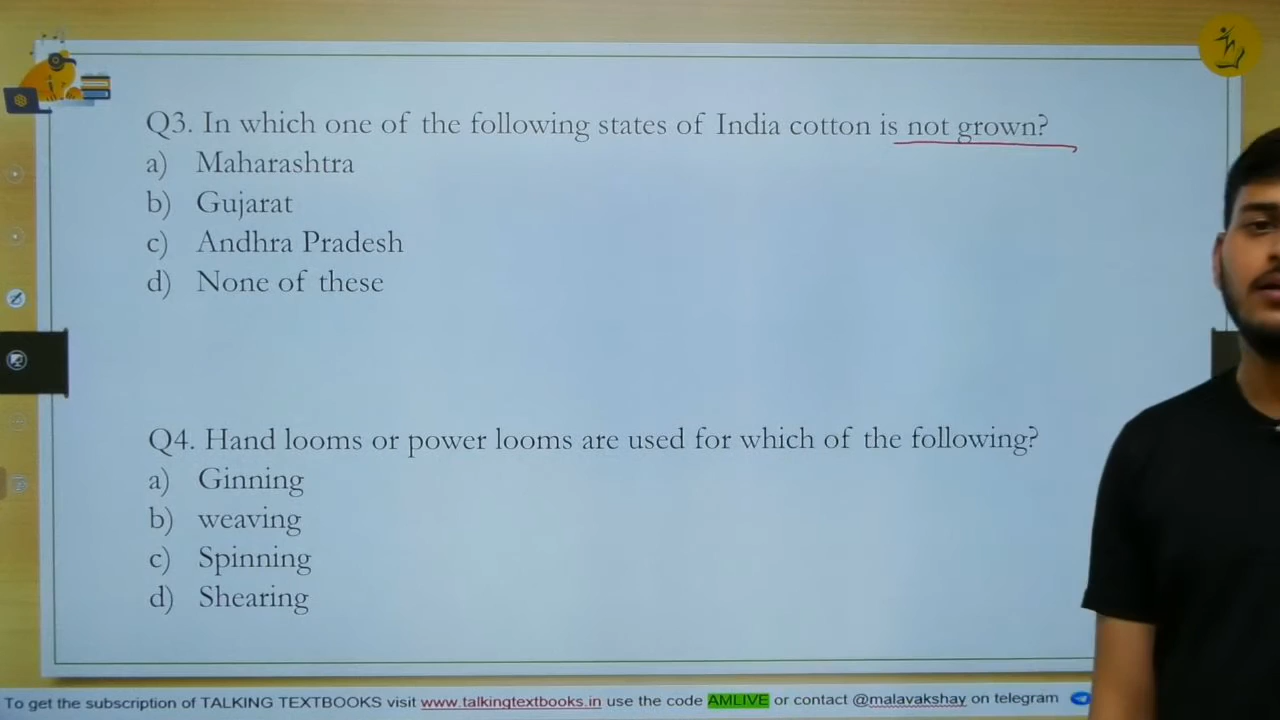 Q3. In which one of the following states of India cotton is not grown?
a) Maharashtra
b) Gujarat
c) Andhra Pradesh
d) None of these
Q4. Hand looms or power looms are used for which of the following?
a) Ginning
b) weaving
c) Spinning
d) Shearing
To get the subscription of TALKING TEXTBOOKS visit www.talkingtextbooks.in use the code AMLIVE or contact @malavakshay on telegram